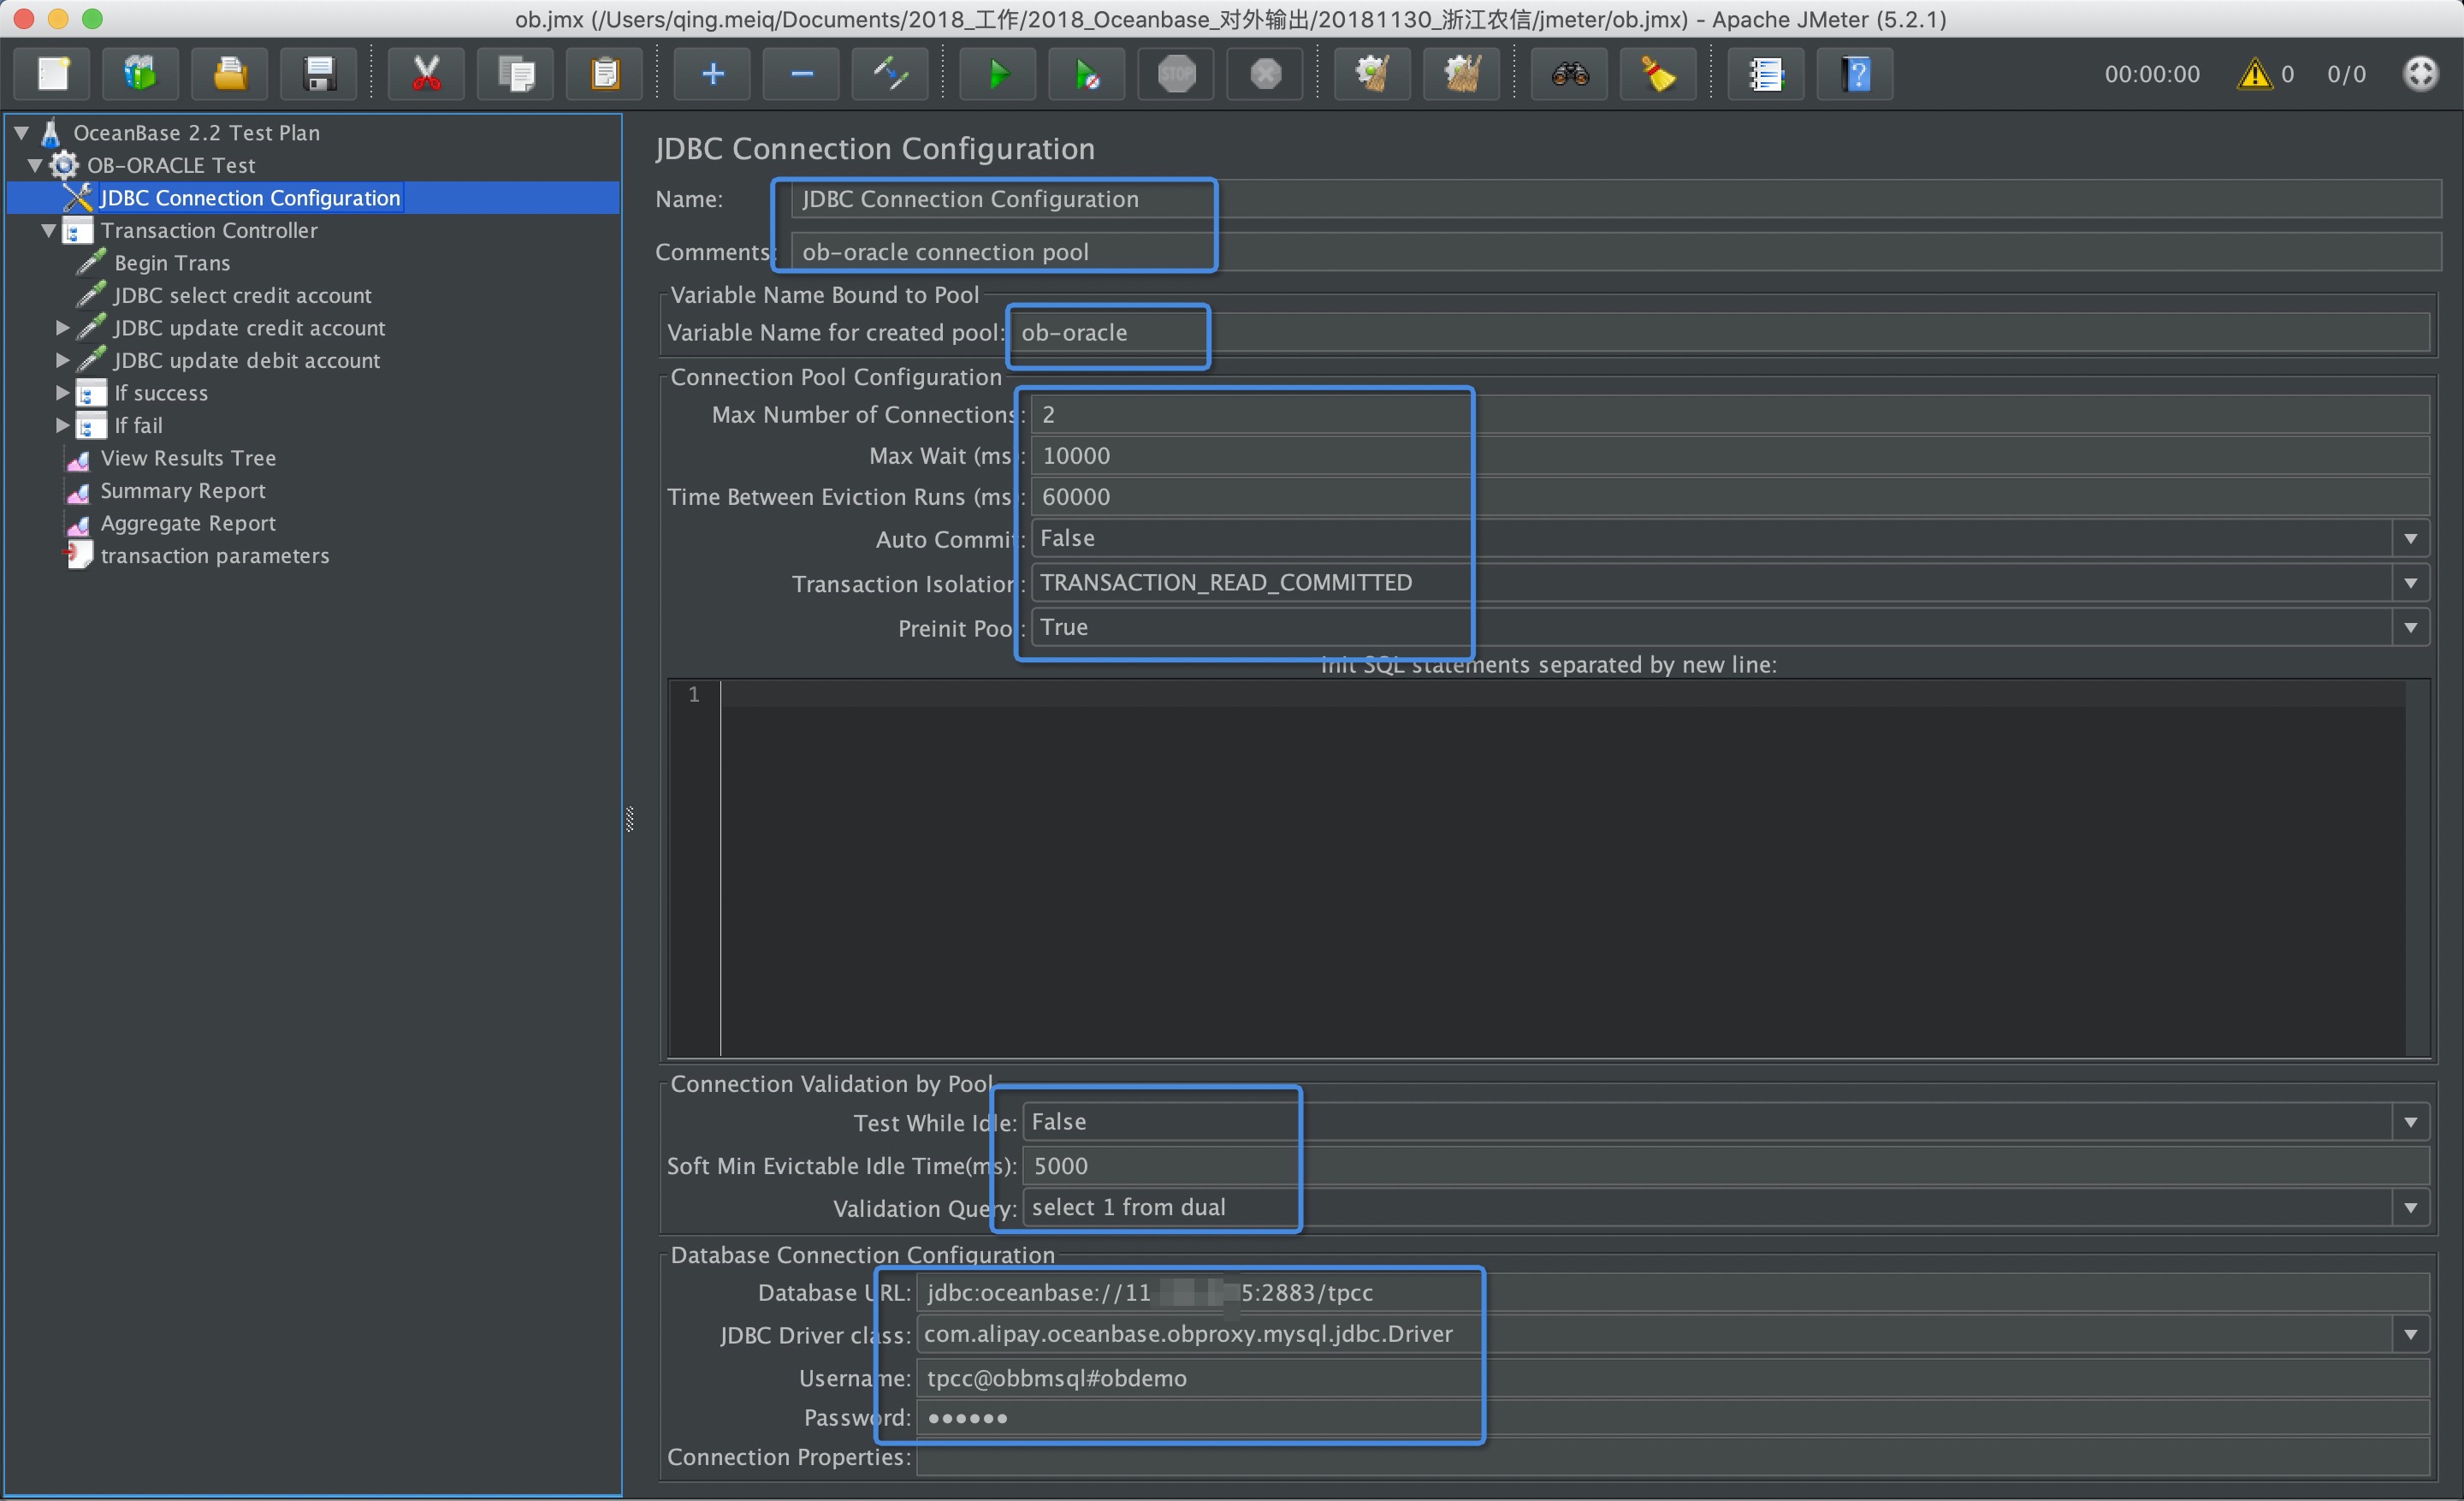 ob.jmx (/Users/qing.meiq/Documents/2018_工作/2018_Oceanbase_对外输出/20181130_浙江农信/jmeter/ob.jmx) - Apache JMeter (5.2.1)
STOP
00:00:00
0
0/0
OceanBase 2.2 Test Plan
OB-ORACLE Test
JDBC Connection Configuration
Transaction Controller
Begin Trans
JDBC select credit account
JDBC update credit account
JDBC update debit account
If success
If fail
View Results Tree
Summary Report
Aggregate Report
transaction parameters
JDBC Connection Configuration
Name: JDBC Connection Configuration
Comments: ob-oracle connection pool
Variable Name Bound to Pool
Variable Name for created pool: ob-oracle
Connection Pool Configuration
Max Number of Connections: 2
Max Wait (ms): 10000
Time Between Eviction Runs (ms): 60000
Auto Commit: False
Transaction Isolation: TRANSACTION_READ_COMMITTED
Preinit Pool: True
Init SQL statements separated by new line:
1
Connection Validation by Pool
Test While Idle: False
Soft Min Evictable Idle Time(ms): 5000
Validation Query: select 1 from dual
Database Connection Configuration
Database URL: jdbc:oceanbase://11 5:2883/tpcc
JDBC Driver class: com.alipay.oceanbase.obproxy.mysql.jdbc.Driver
Username: tpcc@obbmsql#obdemo
Password: ••••••
Connection Properties: